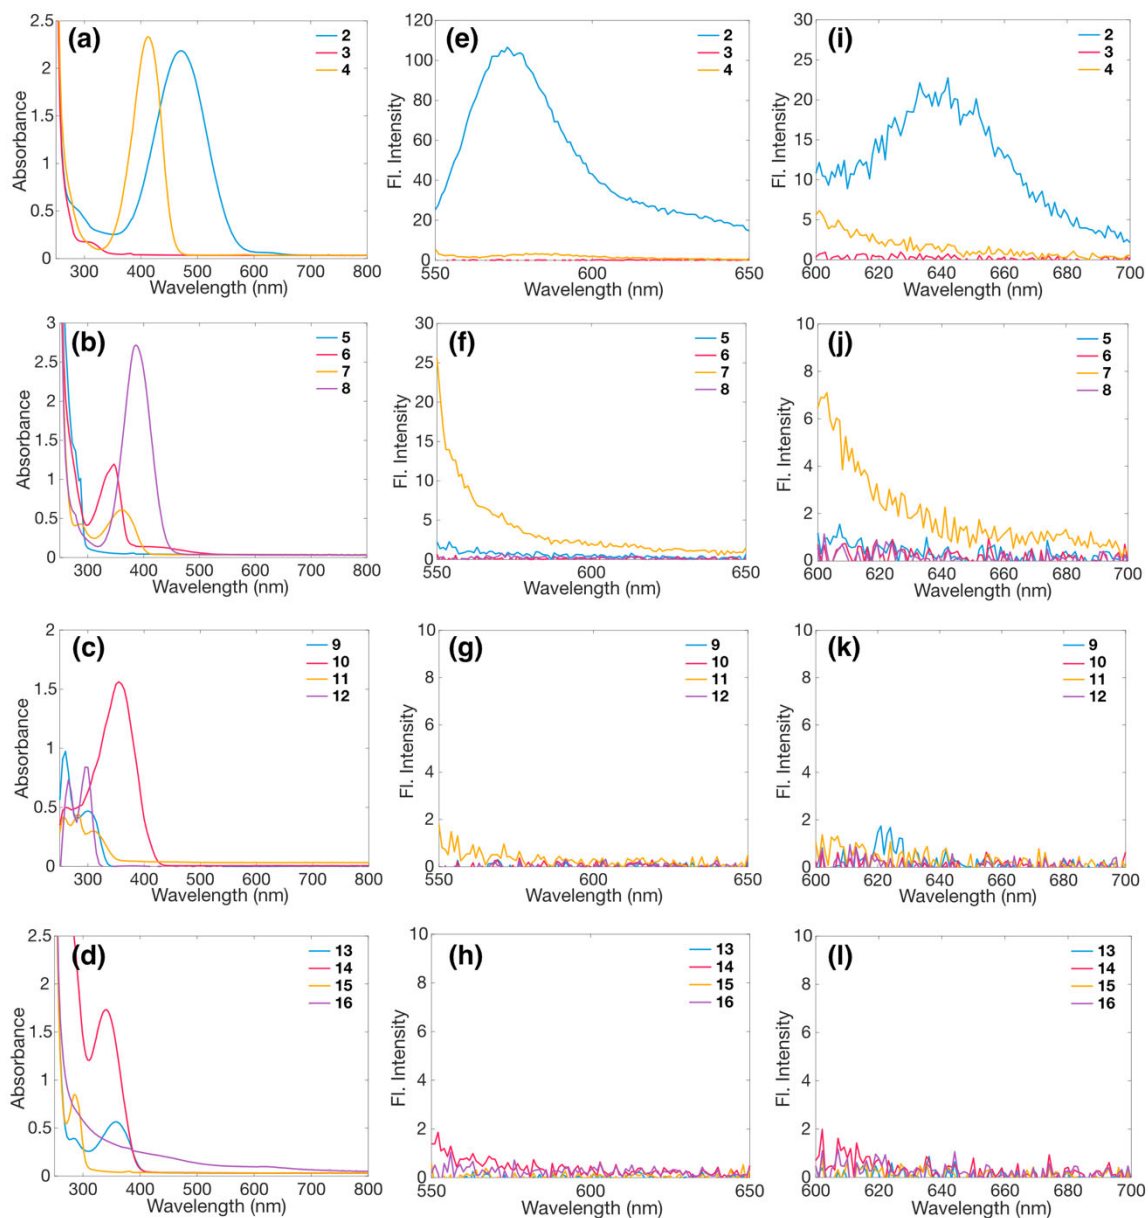 (a)
2
3
4
2.5
2
1.5
1
0.5
0
Absorbance
300 400 500 600 700 800
Wavelength (nm)
(e)
2
3
4
120
100
80
60
40
20
0
Fl. Intensity
550 600 650
Wavelength (nm)
(i)
2
3
4
30
25
20
15
10
5
0
Fl. Intensity
600 620 640 660 680 700
Wavelength (nm)
(b)
5
6
7
8
3
2.5
2
1.5
1
0.5
0
Absorbance
300 400 500 600 700 800
Wavelength (nm)
(f)
5
6
7
8
30
25
20
15
10
5
0
Fl. Intensity
550 600 650
Wavelength (nm)
(j)
5
6
7
8
10
8
6
4
2
0
Fl. Intensity
600 620 640 660 680 700
Wavelength (nm)
(c)
9
10
11
12
2
1.5
1
0.5
0
Absorbance
300 400 500 600 700 800
Wavelength (nm)
(g)
9
10
11
12
10
8
6
4
2
0
Fl. Intensity
550 600 650
Wavelength (nm)
(k)
9
10
11
12
10
8
6
4
2
0
Fl. Intensity
600 620 640 660 680 700
Wavelength (nm)
(d)
13
14
15
16
2.5
2
1.5
1
0.5
0
Absorbance
300 400 500 600 700 800
Wavelength (nm)
(h)
13
14
15
16
10
8
6
4
2
0
Fl. Intensity
550 600 650
Wavelength (nm)
(l)
13
14
15
16
10
8
6
4
2
0
Fl. Intensity
600 620 640 660 680 700
Wavelength (nm)